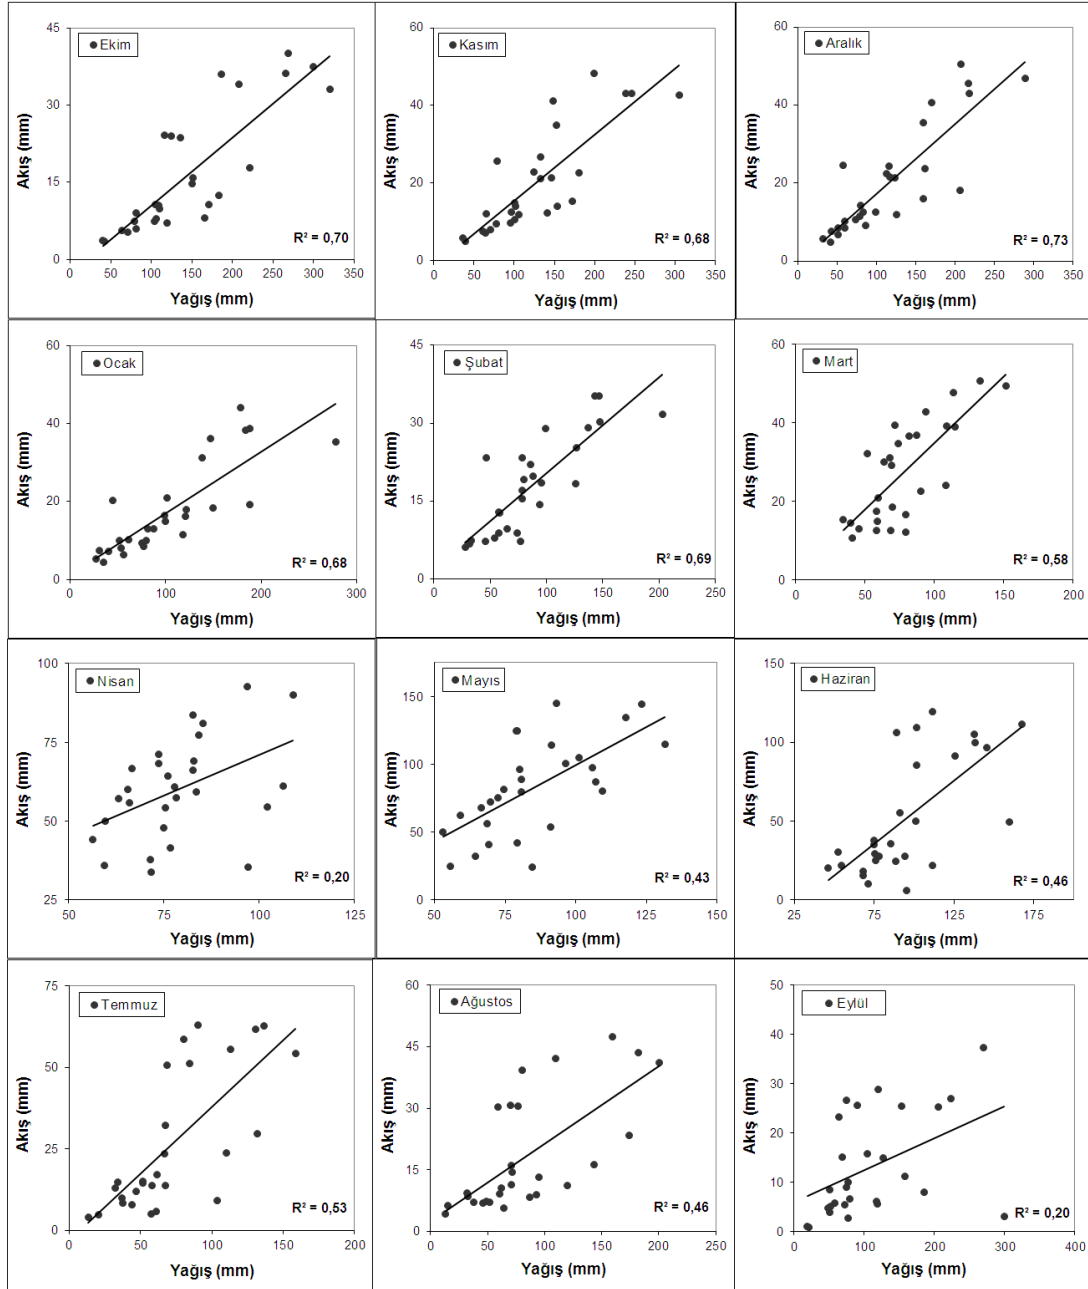 Ekim
Akış (mm)
45
30
15
0
R² = 0,70
0 50 100 150 200 250 300 350
Yağış (mm)
Kasım
Akış (mm)
60
40
20
0
R² = 0,68
0 50 100 150 200 250 300 350
Yağış (mm)
Aralık
Akış (mm)
60
40
20
0
R² = 0,73
0 50 100 150 200 250 300 350
Yağış (mm)
Ocak
Akış (mm)
60
40
20
0
R² = 0,68
0 100 200 300
Yağış (mm)
Şubat
Akış (mm)
45
30
15
0
R² = 0,69
0 50 100 150 200 250
Yağış (mm)
Mart
Akış (mm)
60
40
20
0
R² = 0,58
0 50 100 150 200
Yağış (mm)
Nisan
Akış (mm)
100
75
50
25
R² = 0,20
50 75 100 125
Yağış (mm)
Mayıs
Akış (mm)
150
100
50
0
R² = 0,43
50 75 100 125 150
Yağış (mm)
Haziran
Akış (mm)
150
100
50
0
R² = 0,46
25 75 125 175
Yağış (mm)
Temmuz
Akış (mm)
75
50
25
0
R² = 0,53
0 50 100 150 200
Yağış (mm)
Ağustos
Akış (mm)
60
45
30
15
0
R² = 0,46
0 50 100 150 200 250
Yağış (mm)
Eylül
Akış (mm)
50
40
30
20
10
0
R² = 0,20
0 100 200 300 400
Yağış (mm)